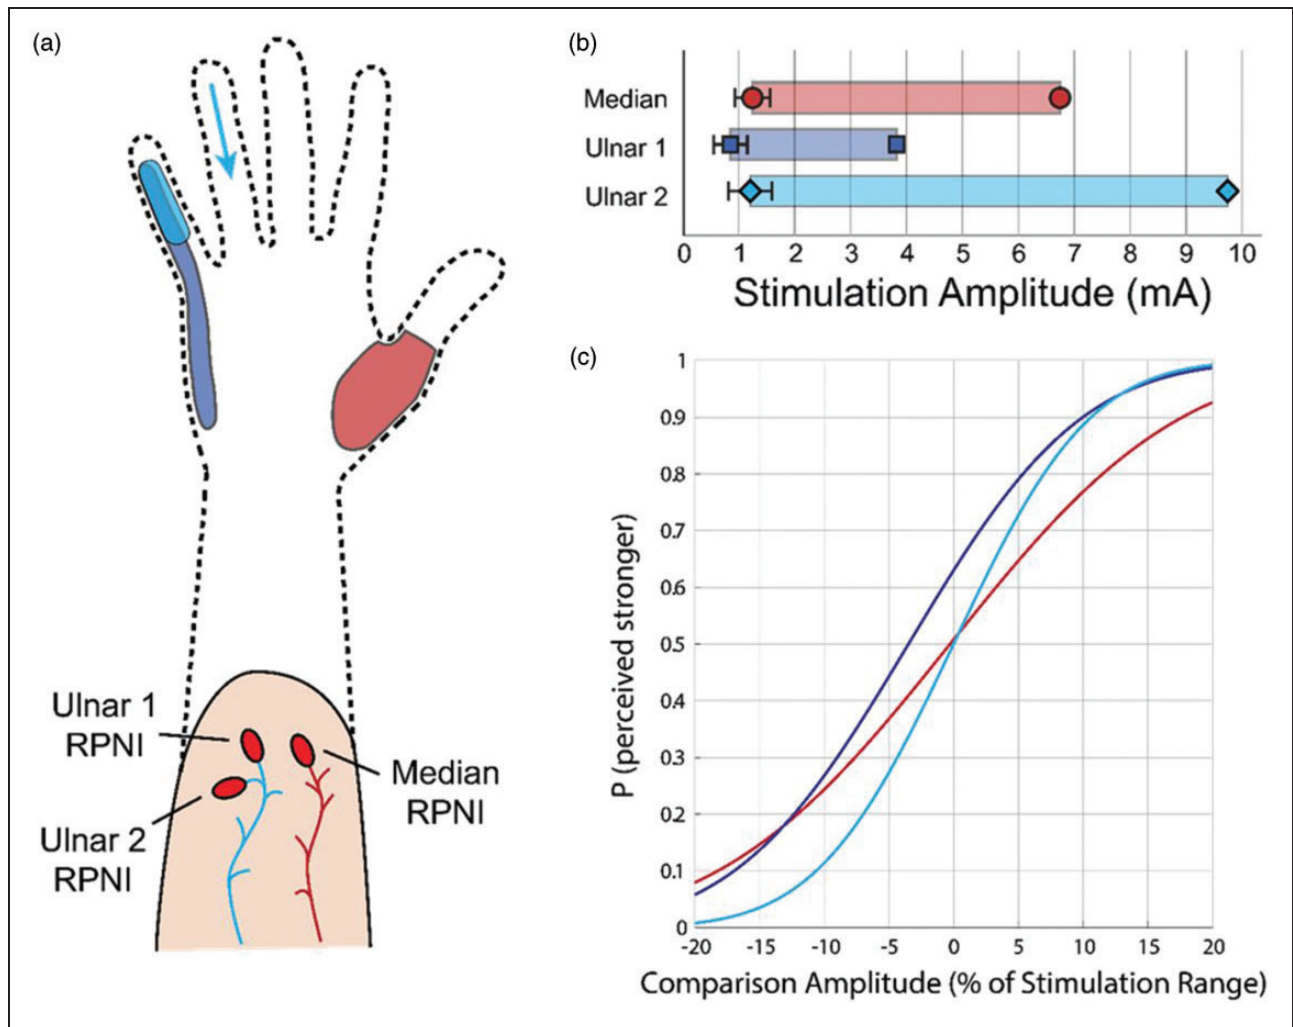 (a)
Ulnar 1
RPNI
Median
RPNI
Ulnar 2
RPNI
(b)
Median
Ulnar 1
Ulnar 2
0 1 2 3 4 5 6 7 8 9 10
Stimulation Amplitude (mA)
(c)
P (perceived stronger)
1
0.9
0.8
0.7
0.6
0.5
0.4
0.3
0.2
0.1
0
-20 -15 -10 -5 0 5 10 15 20
Comparison Amplitude (% of Stimulation Range)